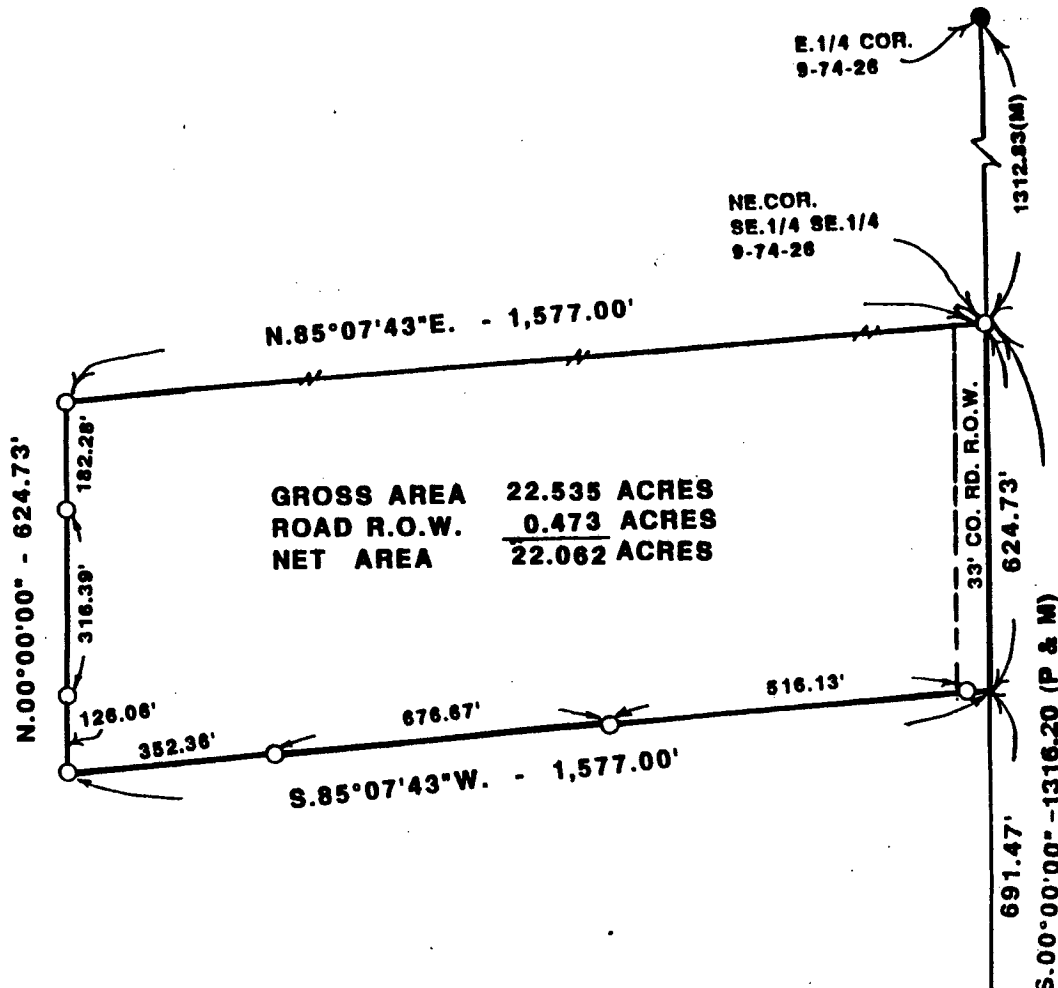 E.1/4 COR.
9-74-26
1312.83(M)
NE.COR.
SE.1/4 SE.1/4
9-74-26
N.85°07'43"E. - 1,577.00'
182.28'
N.00°00'00" - 624.73'
316.39'
126.06'
GROSS AREA 22.535 ACRES
ROAD R.O.W. 0.473 ACRES
NET AREA 22.062 ACRES
33' CO. RD. R.O.W.
624.73'
352.36'
676.67'
516.13'
S.85°07'43"W. - 1,577.00'
691.47'
S.00°00'00" -1316.20 (P & M)